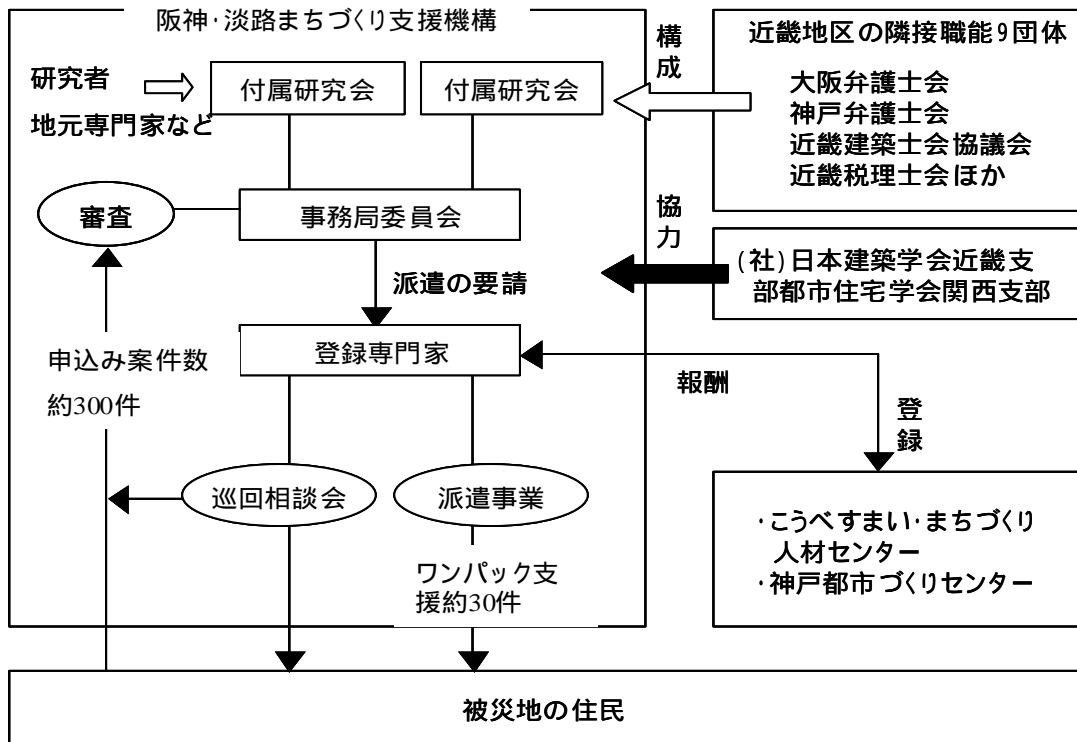 阪神・淡路まちづくり支援機構
研究者
地元専門家など
付属研究会
付属研究会
構成
近畿地区の隣接職能9団体
大阪弁護士会
神戸弁護士会
近畿建築士会協議会
近畿税理士会ほか
審査
事務局委員会
協力
(社)日本建築学会近畿支
部都市住宅学会関西支部
派遣の要請
登録専門家
申込み案件数
約300件
報酬
登録
巡回相談会
派遣事業
ワンパック支
援約30件
・こうべすまい・まちづくり
人材センター
・神戸都市づくりセンター
被災地の住民